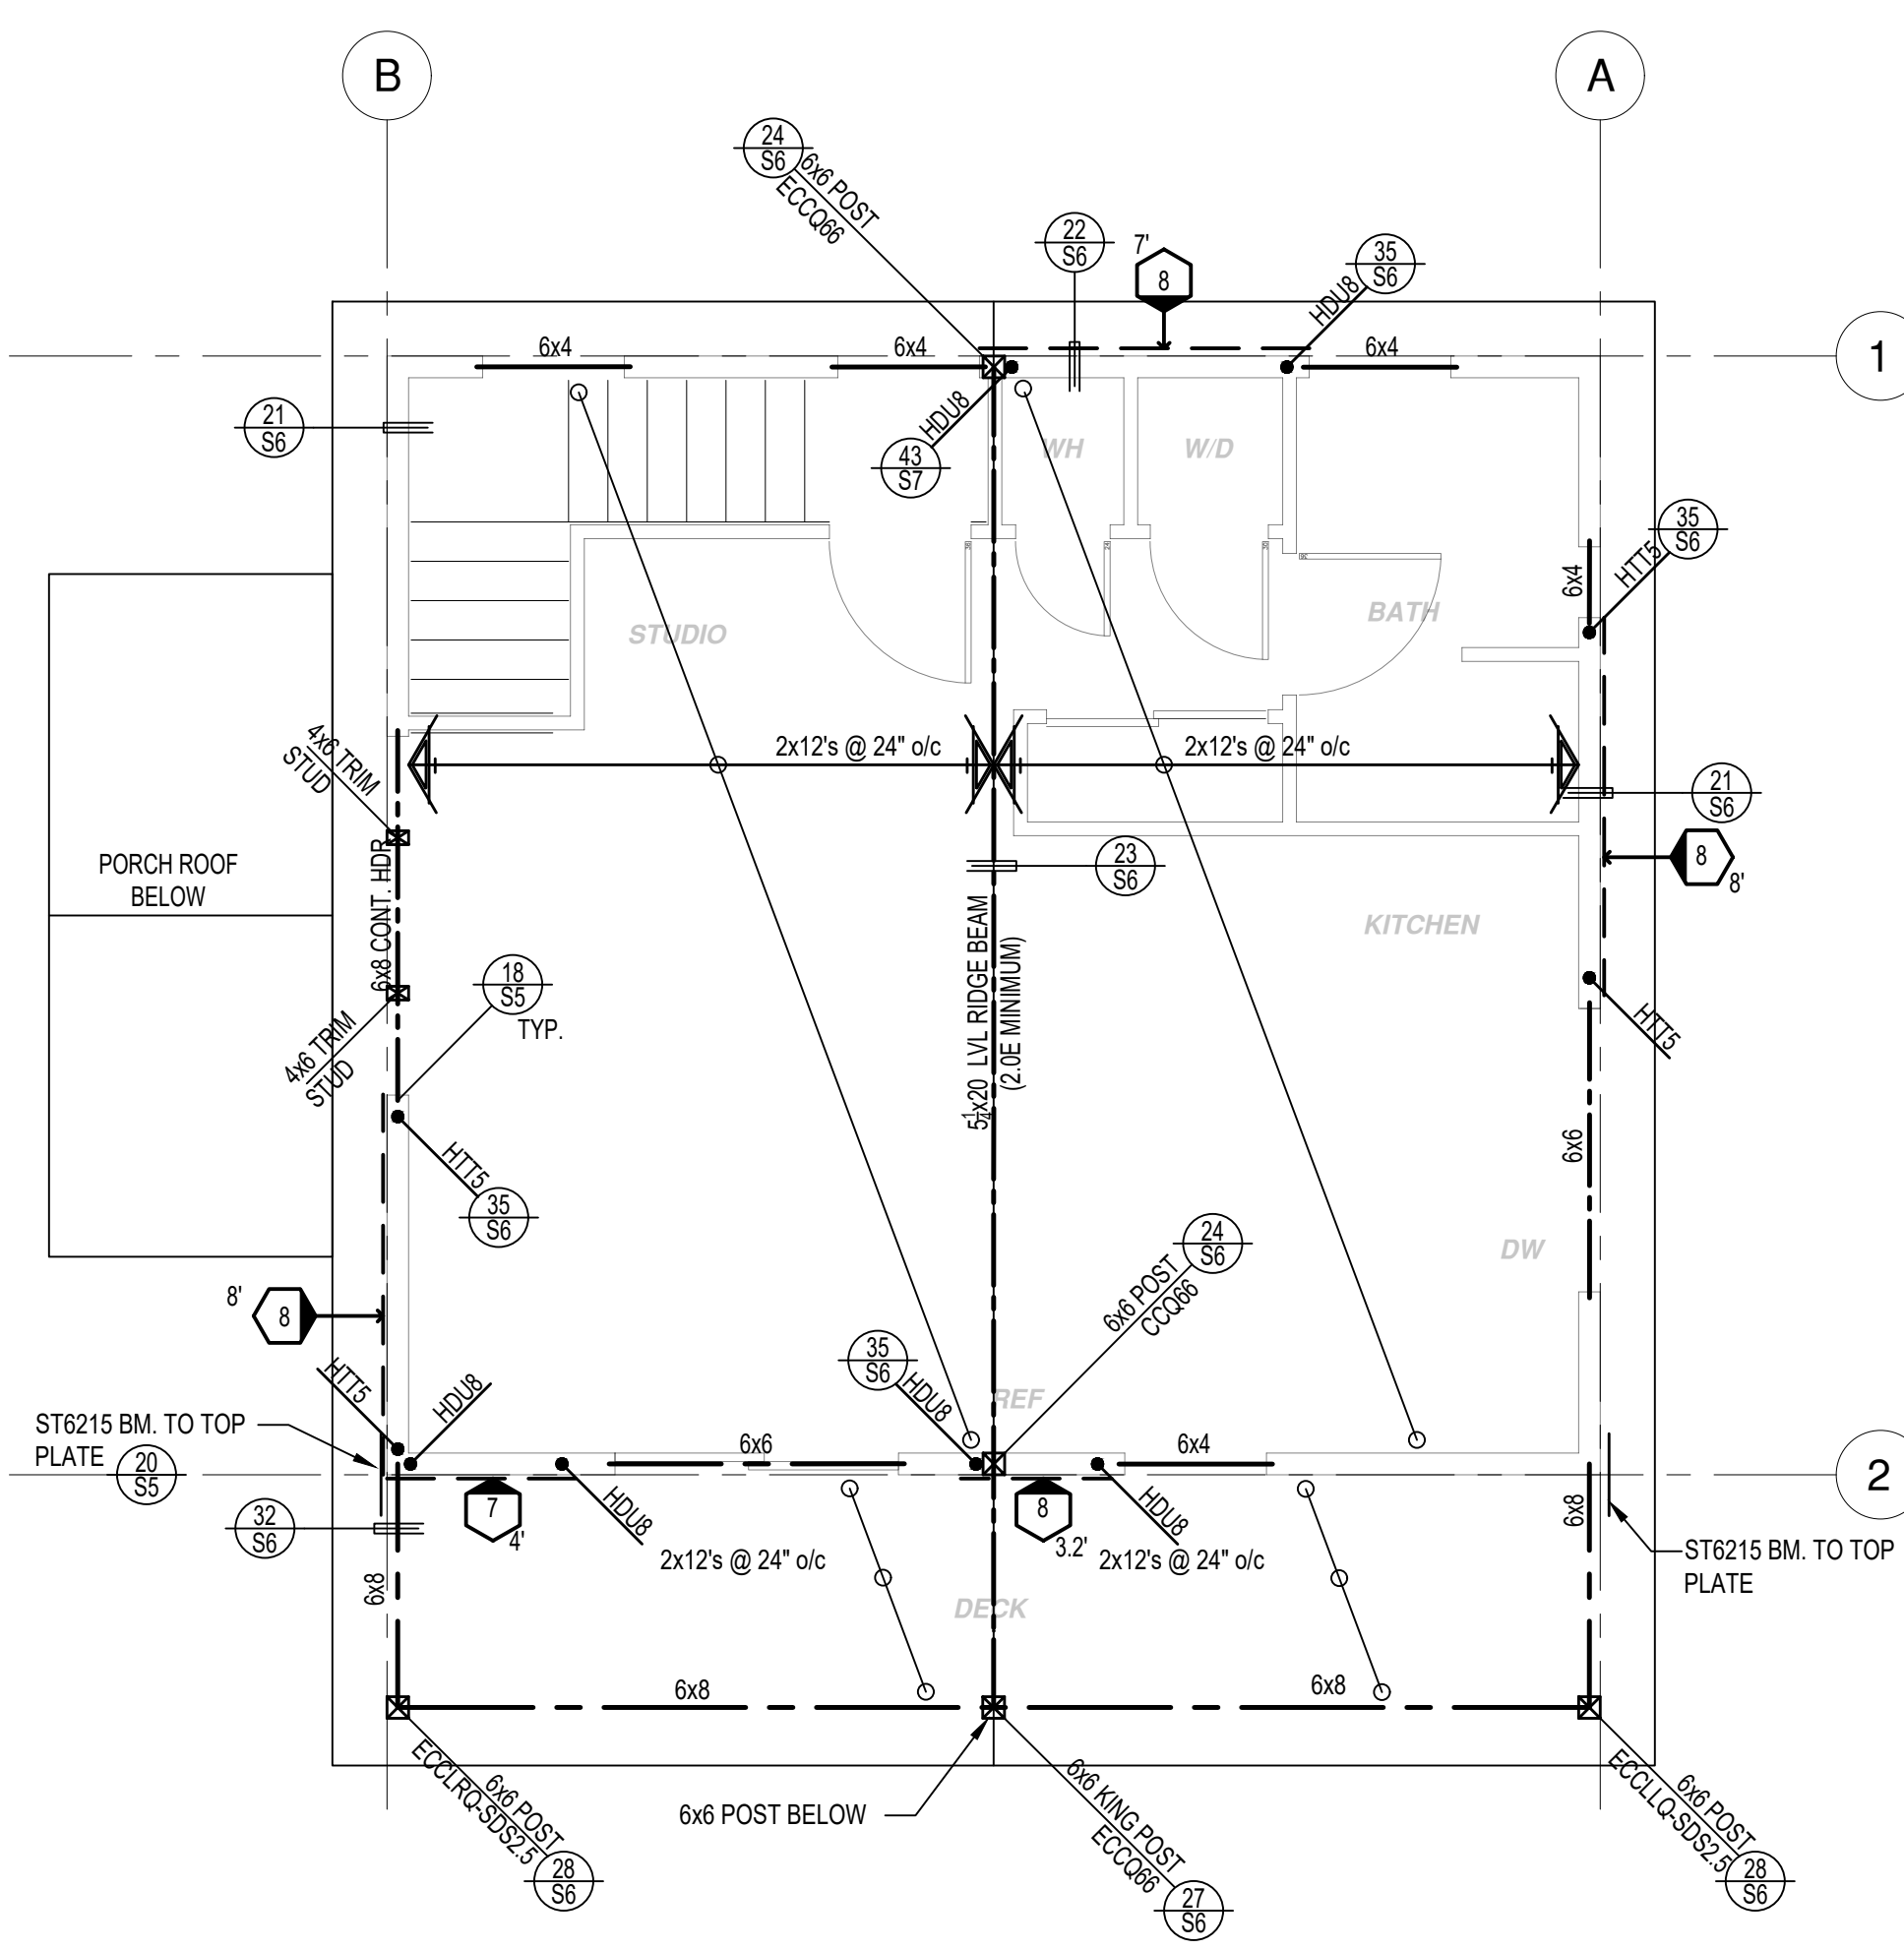 B
A
24
S6
6x6 POST
ECCQ66
22
S6
7'
8
35
S6
HDU8
6x4
6x4
6x4
1
21
S6
HDU8
43
S7
WH
W/D
35
S6
HTT5
6x4
STUDIO
BATH
4x6 TRIM
STUD
2x12's @ 24" o/c
2x12's @ 24" o/c
21
S6
PORCH ROOF
BELOW
6x8 CONT. HDR
23
S6
8
8'
5 1/4x20 LVL RIDGE BEAM
(2.0E MINIMUM)
KITCHEN
18
S5
TYP.
4x6 TRIM
STUD
HTT5
HTT5
35
S6
6x6
24
S6
6x6 POST
CCQ66
DW
8'
8
HTT5
HDU8
35
S6
HDU8
REF
ST6215 BM. TO TOP
PLATE
20
S5
6x6
6x4
2
32
S6
7
4'
HDU8
8
3.2'
HDU8
6x8
ST6215 BM. TO TOP
PLATE
2x12's @ 24" o/c
2x12's @ 24" o/c
6x8
DECK
6x8
6x8
6x6 POST
ECCLRQ-SDS2.5
28
S6
6x6 POST BELOW
6x6 KING POST
ECCQ66
27
S6
6x6 POST
ECCLLQ-SDS2.5
28
S6